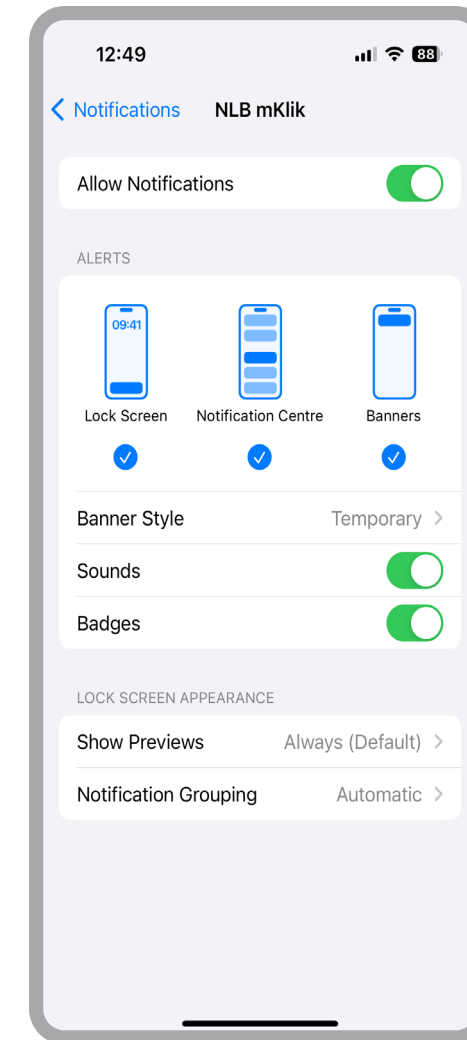 12:49 88
Notifications NLB mKlik
Allow Notifications
ALERTS
09:41
Lock Screen Notification Centre Banners
Banner Style Temporary
Sounds
Badges
LOCK SCREEN APPEARANCE
Show Previews Always (Default)
Notification Grouping Automatic